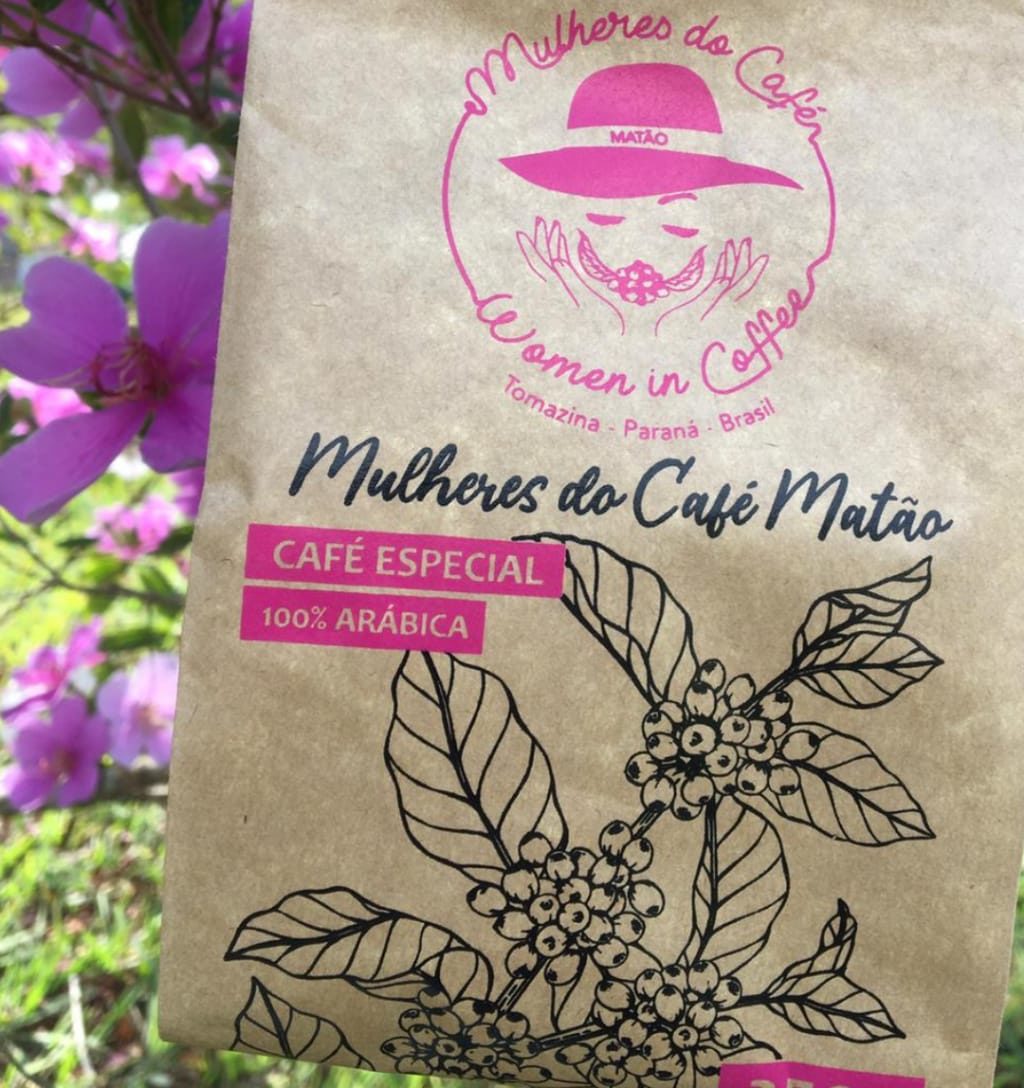 Mulheres do Café
MATÃO
Women in Coffee
Tomazina - Paraná - Brasil
Mulheres do Café Matão
CAFÉ ESPECIAL
100% ARÁBICA